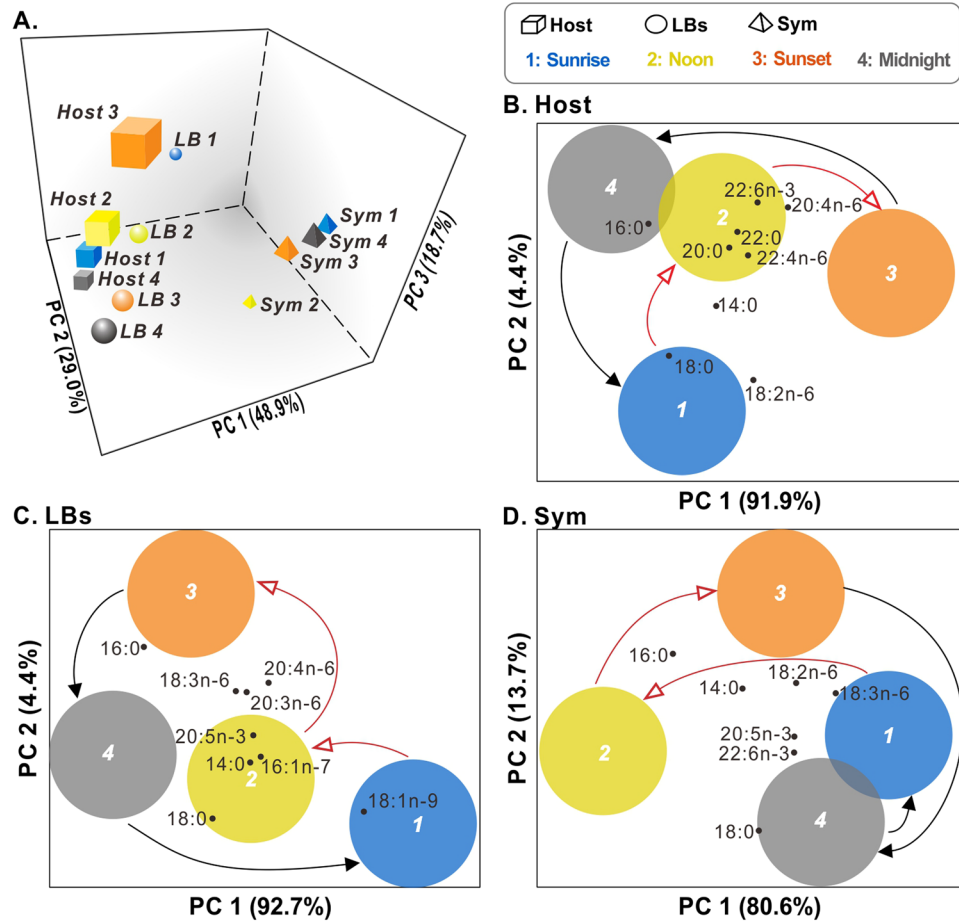 A.
Host LBs Sym
1: Sunrise 2: Noon 3: Sunset 4: Midnight
Host 3
LB 1
Host 2
LB 2
Host 1
Host 4
LB 3
LB 4
Sym 1
Sym 4
Sym 3
Sym 2
PC 2 (29.0%)
PC 1 (48.9%)
PC 3 (18.7%)
B. Host
4
2
22:6n-3
20:4n-6
16:0
22:0
20:0
22:4n-6
3
14:0
18:0
18:2n-6
1
PC 2 (4.4%)
PC 1 (91.9%)
C. LBs
3
16:0
18:3n-6
20:4n-6
20:3n-6
4
20:5n-3
14:0
2
16:1n-7
18:0
18:1n-9
1
PC 2 (4.4%)
PC 1 (92.7%)
D. Sym
3
16:0
14:0
18:2n-6
18:3n-6
20:5n-3
22:6n-3
1
2
18:0
4
PC 2 (13.7%)
PC 1 (80.6%)